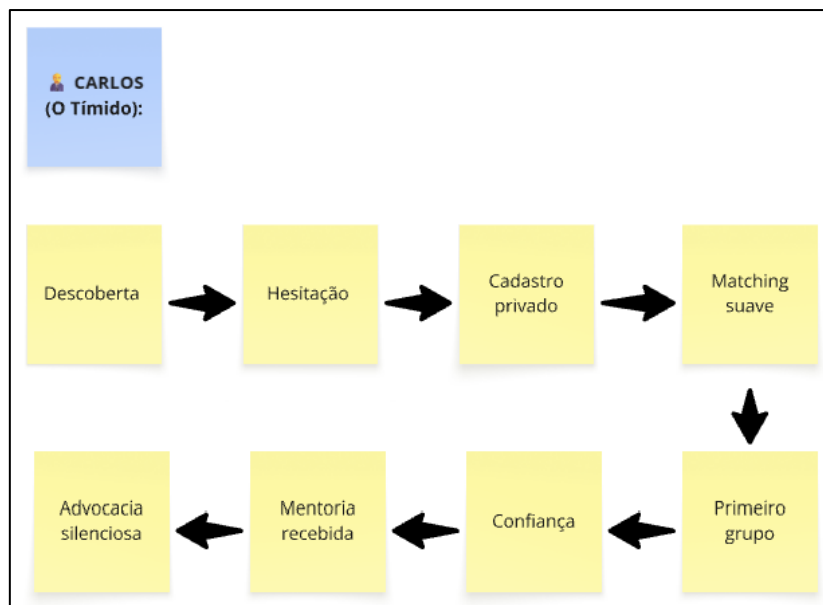 👨‍💼 CARLOS
(O Tímido):
Descoberta
Hesitação
Cadastro
privado
Matching
suave
Primeiro
grupo
Confiança
Mentoria
recebida
Advocacia
silenciosa